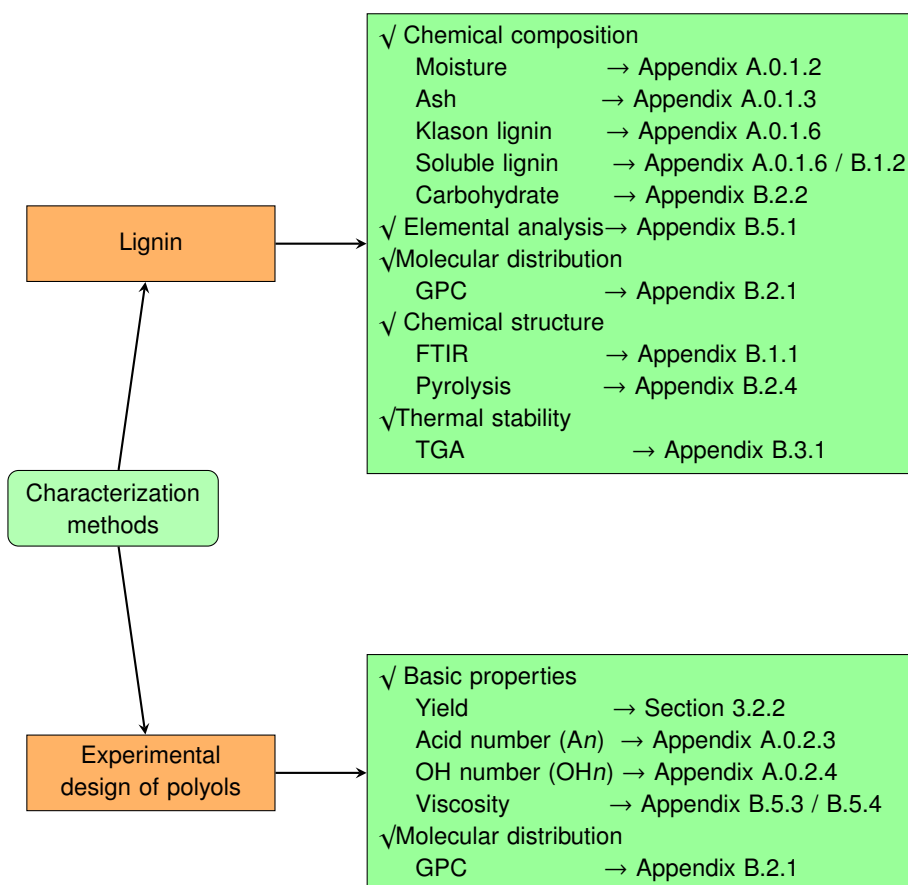 √ Chemical composition
Moisture → Appendix A.0.1.2
Ash → Appendix A.0.1.3
Klason lignin → Appendix A.0.1.6
Soluble lignin → Appendix A.0.1.6 / B.1.2
Carbohydrate → Appendix B.2.2
√ Elemental analysis→ Appendix B.5.1
√Molecular distribution
GPC → Appendix B.2.1
√ Chemical structure
FTIR → Appendix B.1.1
Pyrolysis → Appendix B.2.4
√Thermal stability
TGA → Appendix B.3.1
Lignin
Characterization
methods
Experimental
design of polyols
√ Basic properties
Yield → Section 3.2.2
Acid number (An) → Appendix A.0.2.3
OH number (OHn) → Appendix A.0.2.4
Viscosity → Appendix B.5.3 / B.5.4
√Molecular distribution
GPC → Appendix B.2.1